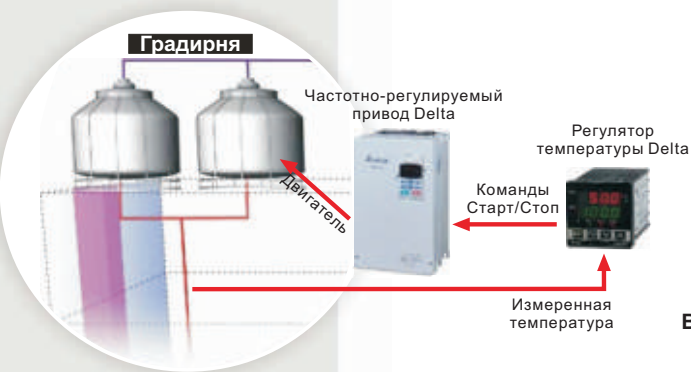 Градирня
Частотно-регулируемый
привод Delta
Регулятор
температуры Delta
Двигатель
Команды
Старт/Стоп
Измеренная
температура